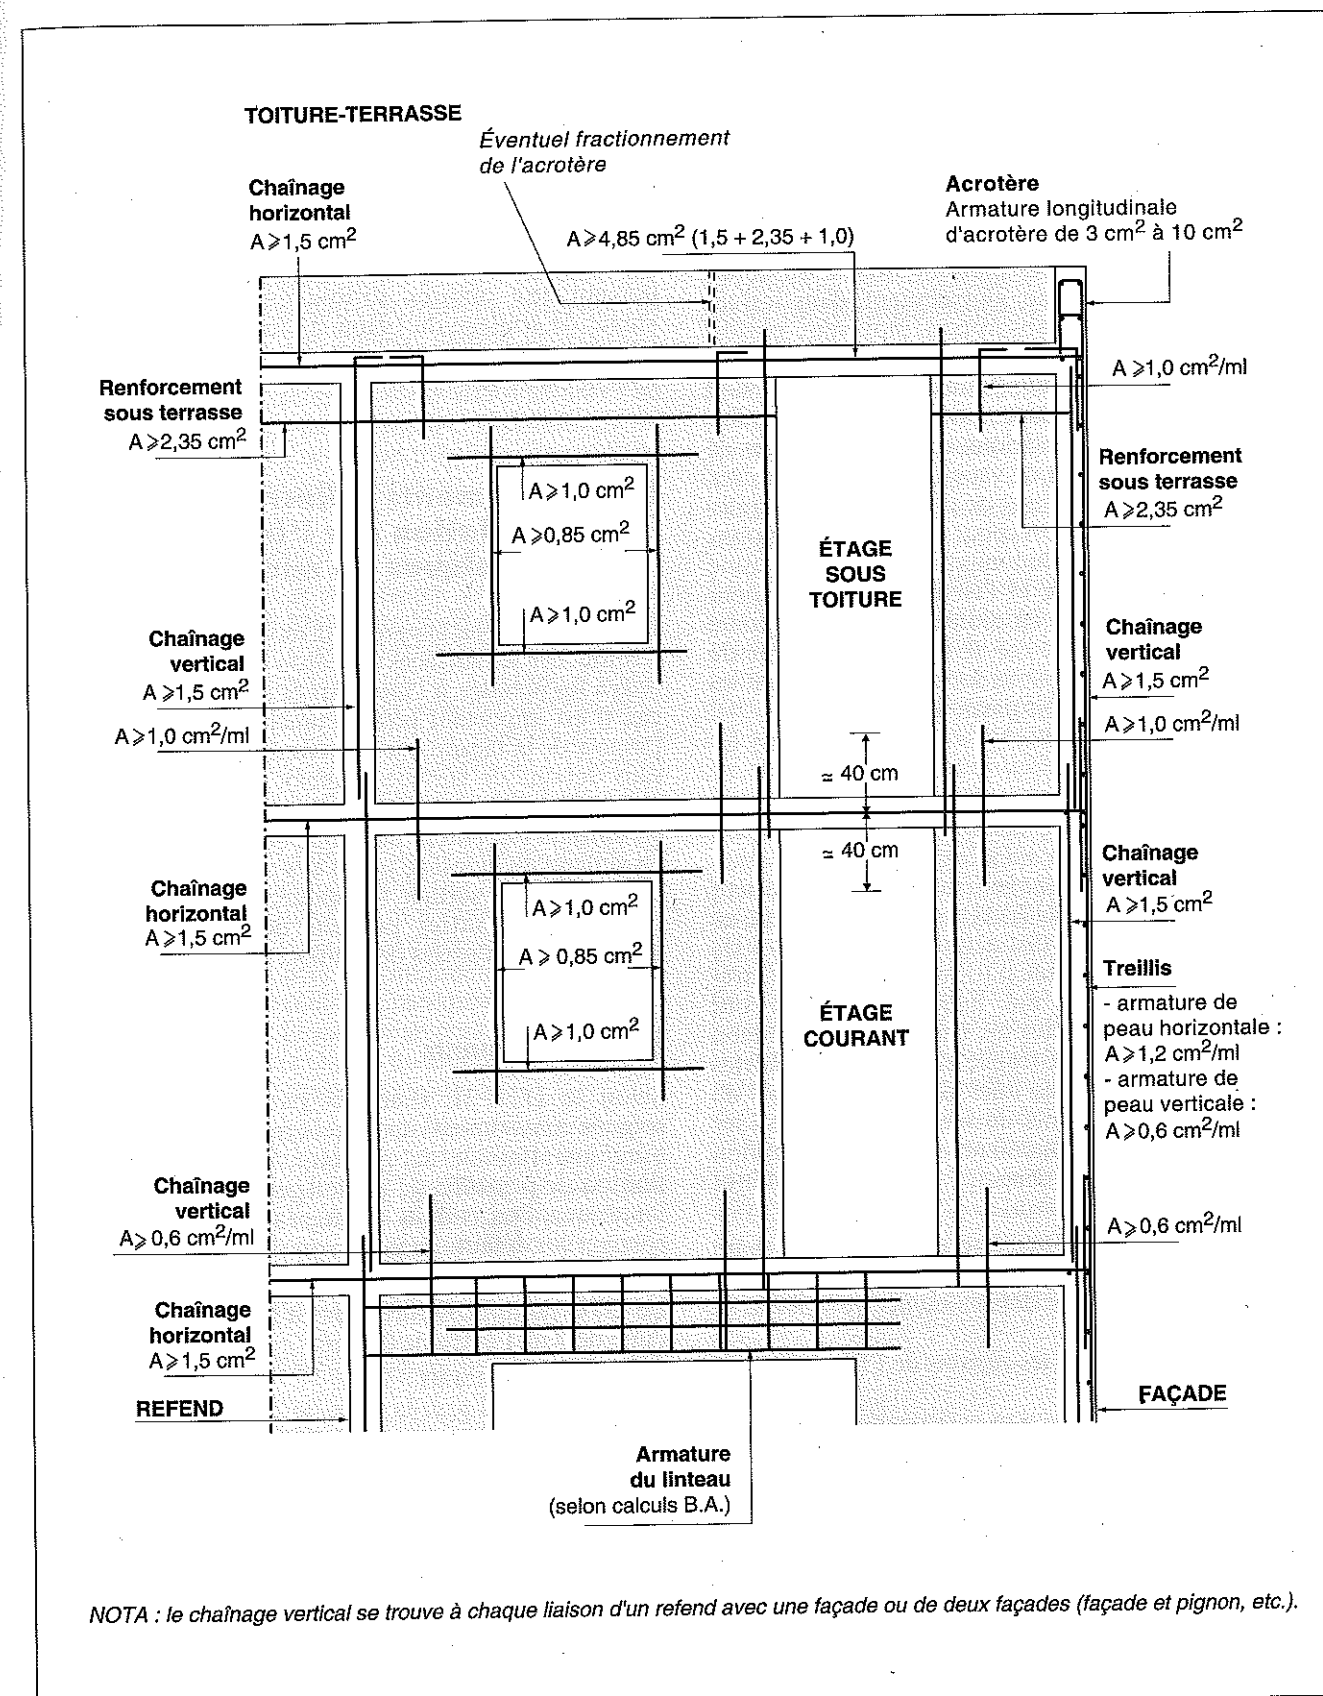 TOITURE-TERRASSE
Éventuel fractionnement
de l'acrotère
Chaînage
horizontal
A⩾1,5 cm²
A⩾4,85 cm² (1,5 + 2,35 + 1,0)
Acrotère
Armature longitudinale
d'acrotère de 3 cm² à 10 cm²
A⩾1,0 cm²/ml
Renforcement
sous terrasse
A⩾2,35 cm²
Renforcement
sous terrasse
A⩾2,35 cm²
A⩾1,0 cm²
A⩾0,85 cm²
A⩾1,0 cm²
ÉTAGE
SOUS
TOITURE
Chaînage
vertical
A⩾1,5 cm²
A⩾1,0 cm²/ml
Chaînage
vertical
A⩾1,5 cm²
A⩾1,0 cm²/ml
≃ 40 cm
≃ 40 cm
Chaînage
horizontal
A⩾1,5 cm²
A⩾1,0 cm²
A⩾ 0,85 cm²
A⩾1,0 cm²
ÉTAGE
COURANT
Chaînage
vertical
A⩾1,5 cm²
Treillis
- armature de
peau horizontale :
A⩾1,2 cm²/ml
- armature de
peau verticale :
A⩾0,6 cm²/ml
Chaînage
vertical
A⩾ 0,6 cm²/ml
A⩾0,6 cm²/ml
Chaînage
horizontal
A⩾1,5 cm²
REFEND
FAÇADE
Armature
du linteau
(selon calculs B.A.)
NOTA : le chaînage vertical se trouve à chaque liaison d'un refend avec une façade ou de deux façades (façade et pignon, etc.).